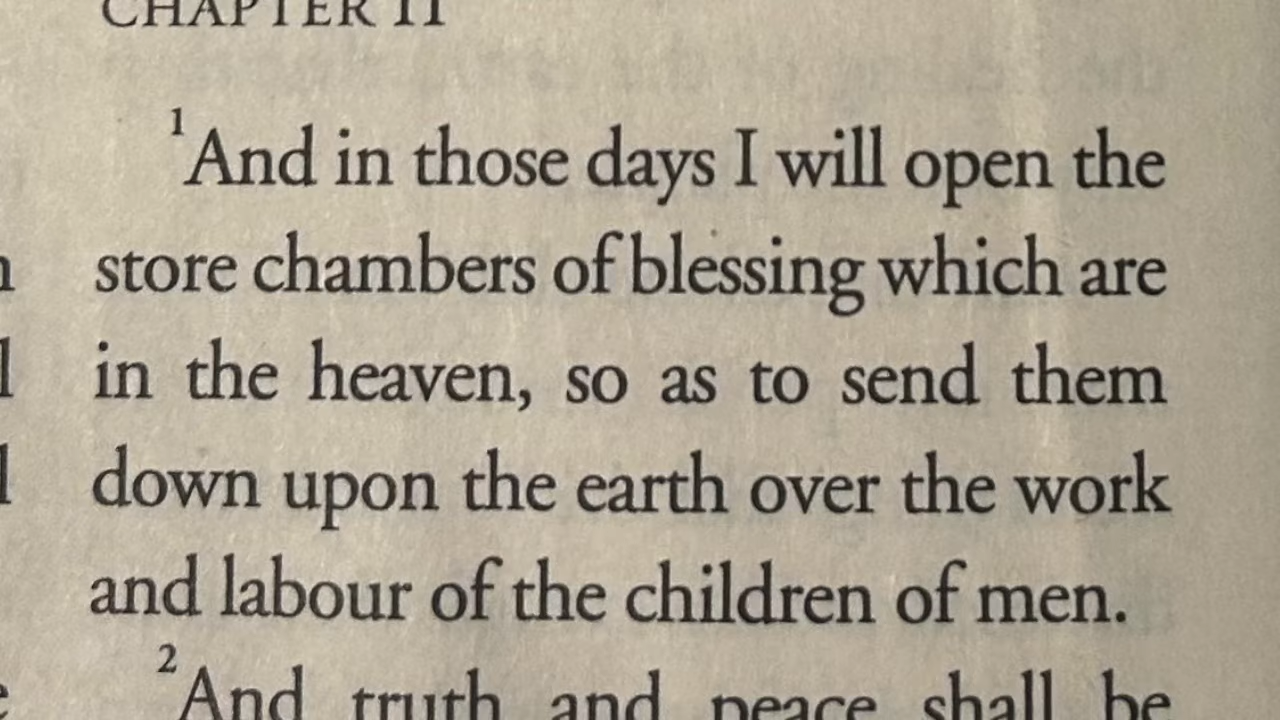 CHAPTER 11
¹And in those days I will open the
store chambers of blessing which are
in the heaven, so as to send them
down upon the earth over the work
and labour of the children of men.
²And truth and peace shall be